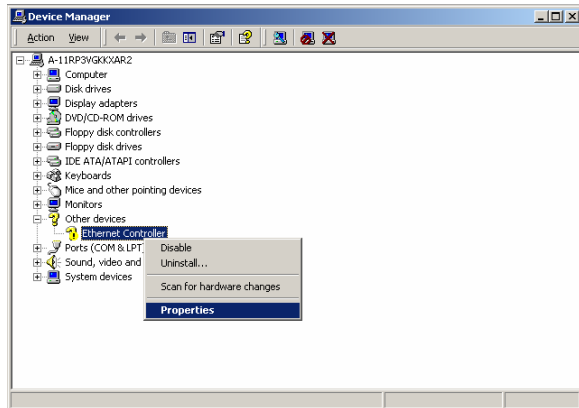 Device Manager
Action View
A-11RP3VGKKXAR2
Computer
Disk drives
Display adapters
DVD/CD-ROM drives
Floppy disk controllers
Floppy disk drives
IDE ATA/ATAPI controllers
Keyboards
Mice and other pointing devices
Monitors
Other devices
Ethernet Controller
Ports (COM & LPT)
Sound, video and
System devices
Disable
Uninstall...
Scan for hardware changes
Properties